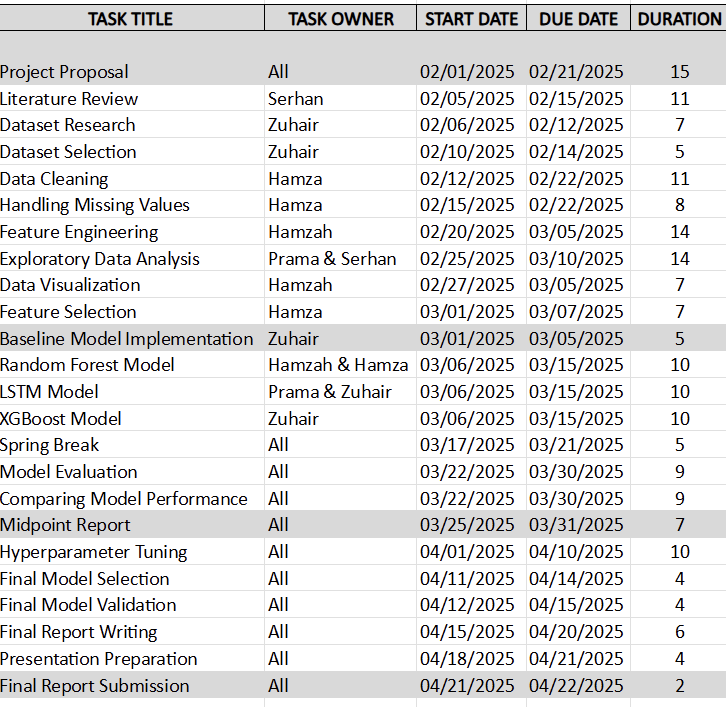 TASK TITLE TASK OWNER START DATE DUE DATE DURATION
Project Proposal All 02/01/2025 02/21/2025 15
Literature Review Serhan 02/05/2025 02/15/2025 11
Dataset Research Zuhair 02/06/2025 02/12/2025 7
Dataset Selection Zuhair 02/10/2025 02/14/2025 5
Data Cleaning Hamza 02/12/2025 02/22/2025 11
Handling Missing Values Hamza 02/15/2025 02/22/2025 8
Feature Engineering Hamzah 02/20/2025 03/05/2025 14
Exploratory Data Analysis Prama & Serhan 02/25/2025 03/10/2025 14
Data Visualization Hamzah 02/27/2025 03/05/2025 7
Feature Selection Hamza 03/01/2025 03/07/2025 7
Baseline Model Implementation Zuhair 03/01/2025 03/05/2025 5
Random Forest Model Hamzah & Hamza 03/06/2025 03/15/2025 10
LSTM Model Prama & Zuhair 03/06/2025 03/15/2025 10
XGBoost Model Zuhair 03/06/2025 03/15/2025 10
Spring Break All 03/17/2025 03/21/2025 5
Model Evaluation All 03/22/2025 03/30/2025 9
Comparing Model Performance All 03/22/2025 03/30/2025 9
Midpoint Report All 03/25/2025 03/31/2025 7
Hyperparameter Tuning All 04/01/2025 04/10/2025 10
Final Model Selection All 04/11/2025 04/14/2025 4
Final Model Validation All 04/12/2025 04/15/2025 4
Final Report Writing All 04/15/2025 04/20/2025 6
Presentation Preparation All 04/18/2025 04/21/2025 4
Final Report Submission All 04/21/2025 04/22/2025 2